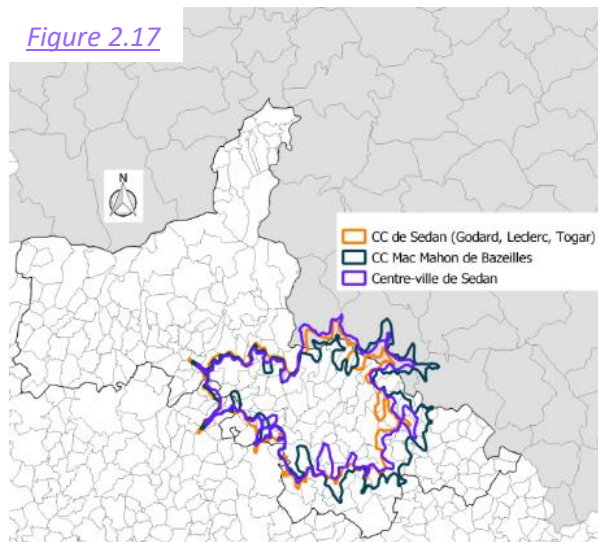 Figure 2.17
N
CC de Sedan (Godard, Leclerc, Togar)
CC Mac Mahon de Bazeilles
Centre-ville de Sedan